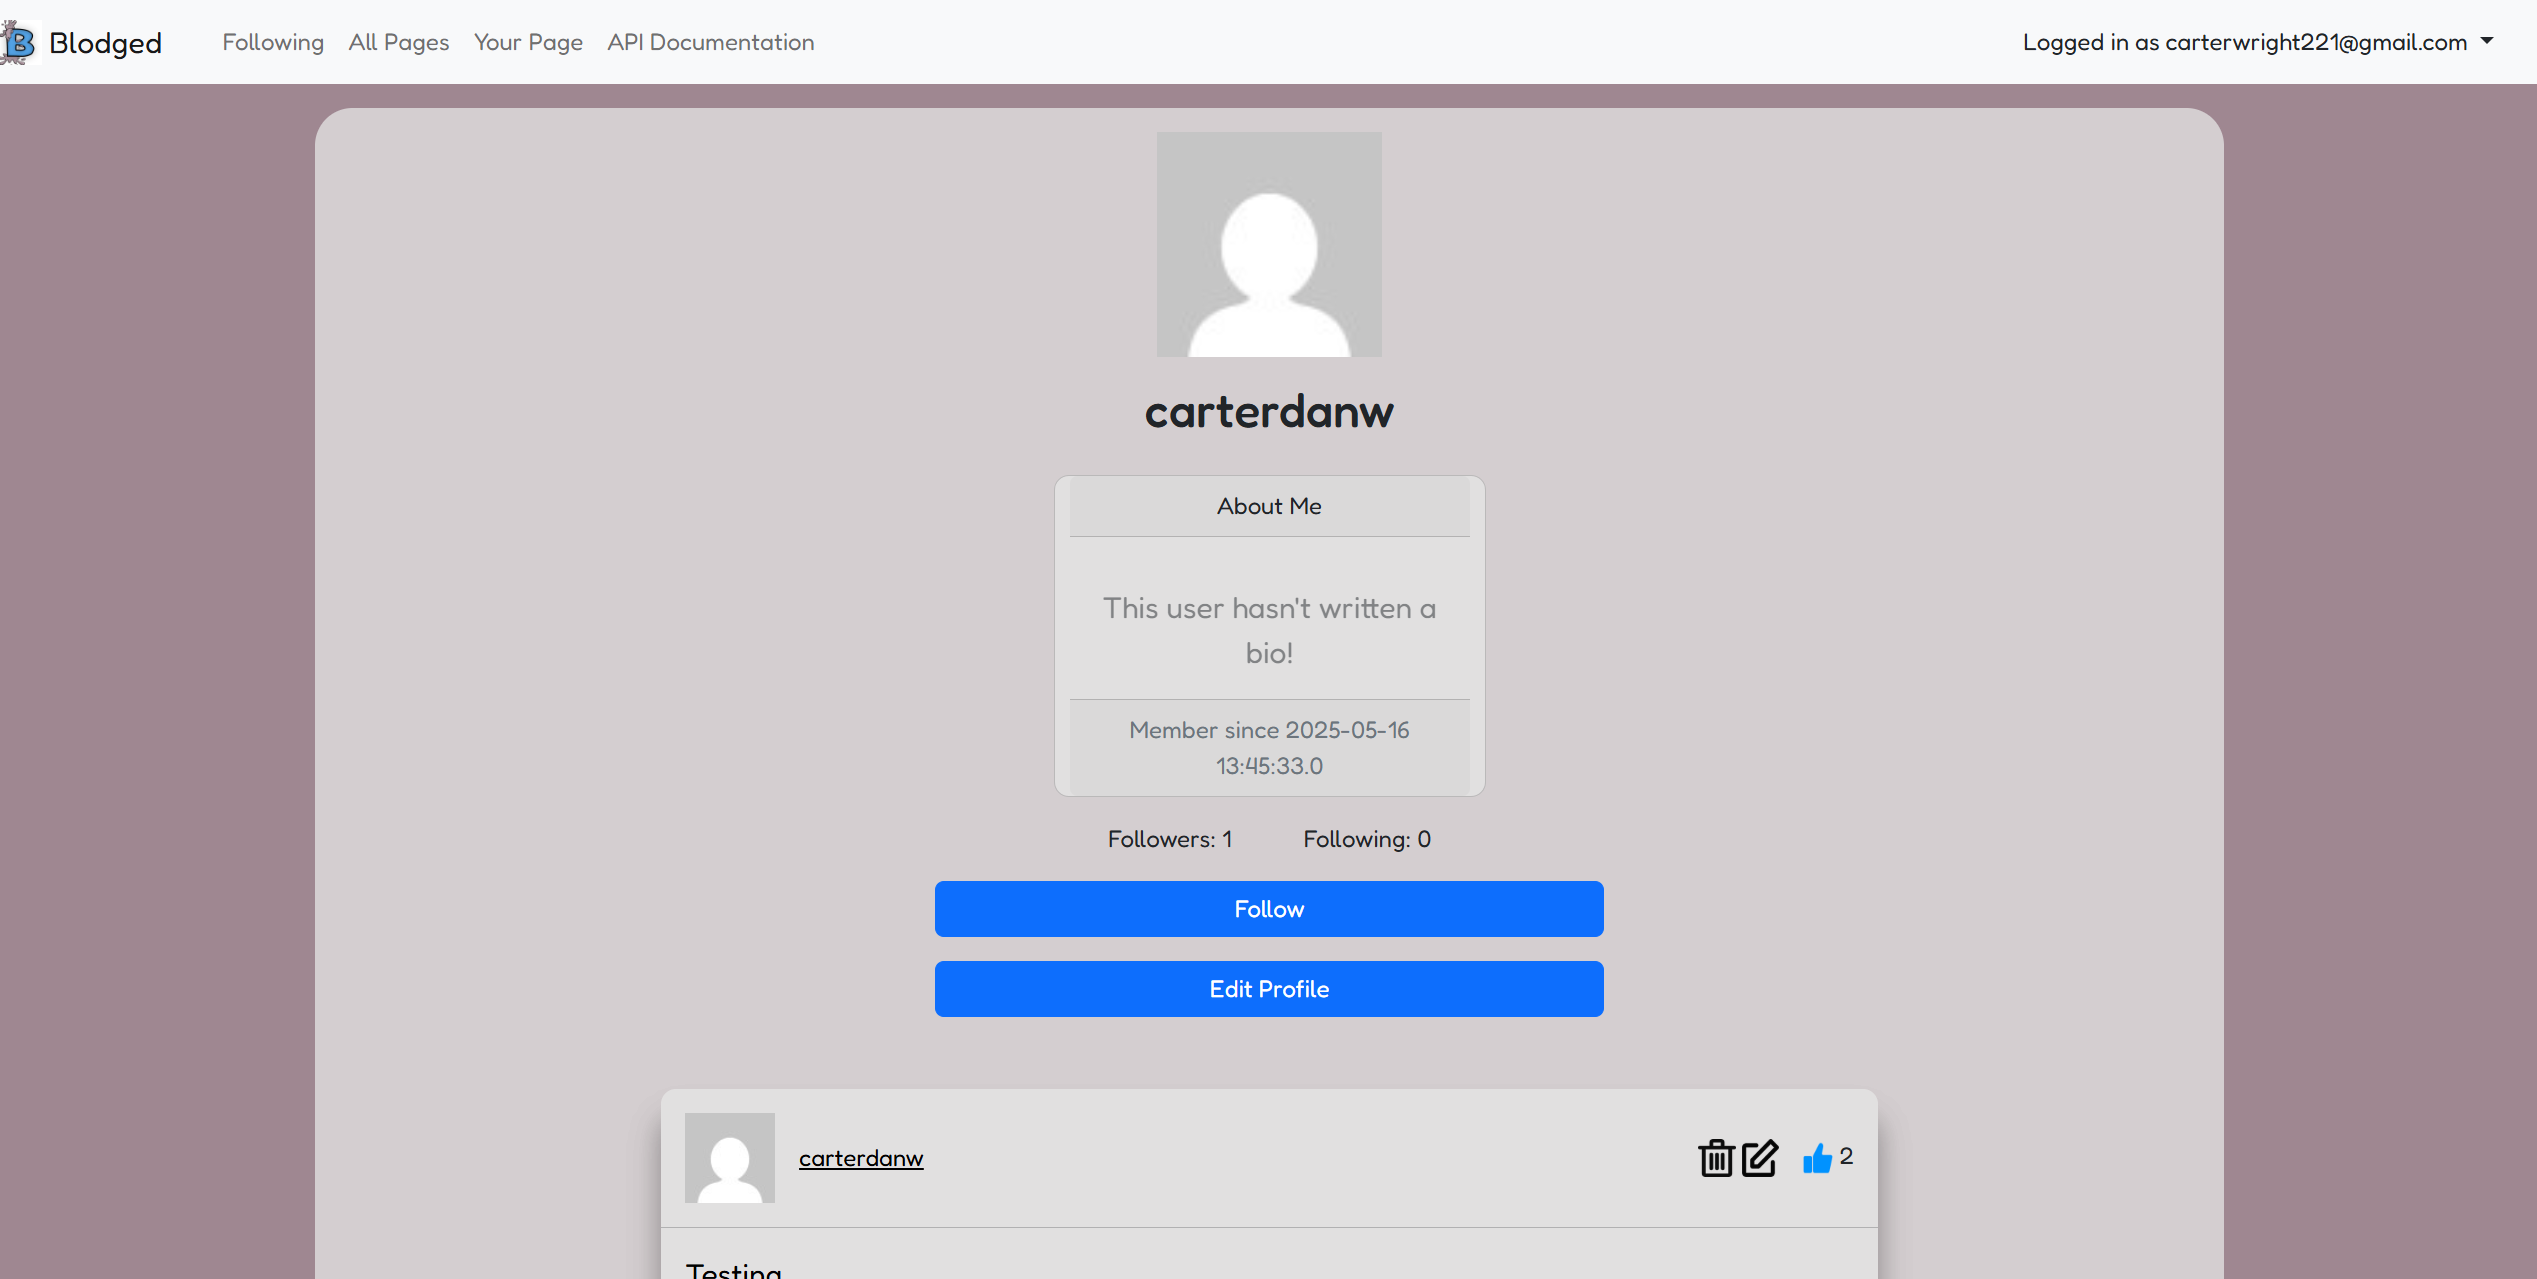 B Blodged Following All Pages Your Page API Documentation Logged in as carterwright221@gmail.com
carterdanw
About Me
This user hasn't written a
bio!
Member since 2025-05-16
13:45:33.0
Followers: 1 Following: 0
Follow
Edit Profile
carterdanw 2
Testing